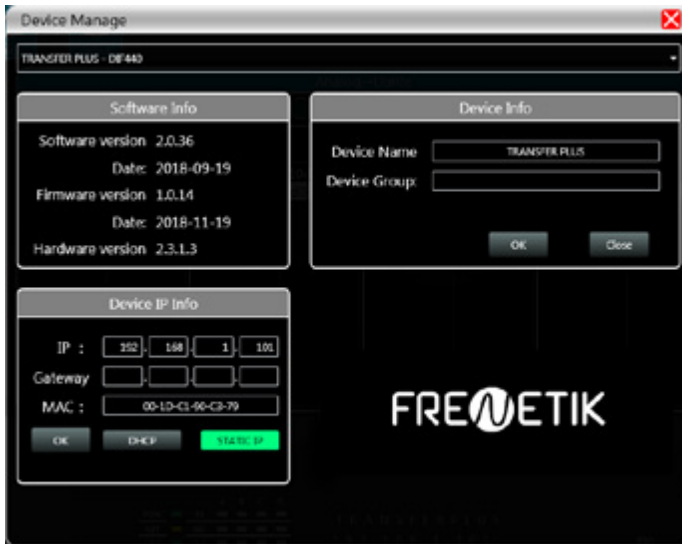 Device Manage
TRANSFER PLUS - DIF440
Software Info
Software version 2.0.36
Date: 2018-09-19
Firmware version 1.0.14
Date: 2018-11-19
Hardware version 2.3.1.3
Device Info
Device Name TRANSFER PLUS
Device Group:
OK Close
Device IP Info
IP : 192. 168. 1. 101
Gateway . . .
MAC : 00-1D-C1-90-C3-79
OK DHCP STATIC IP
FRENETIK